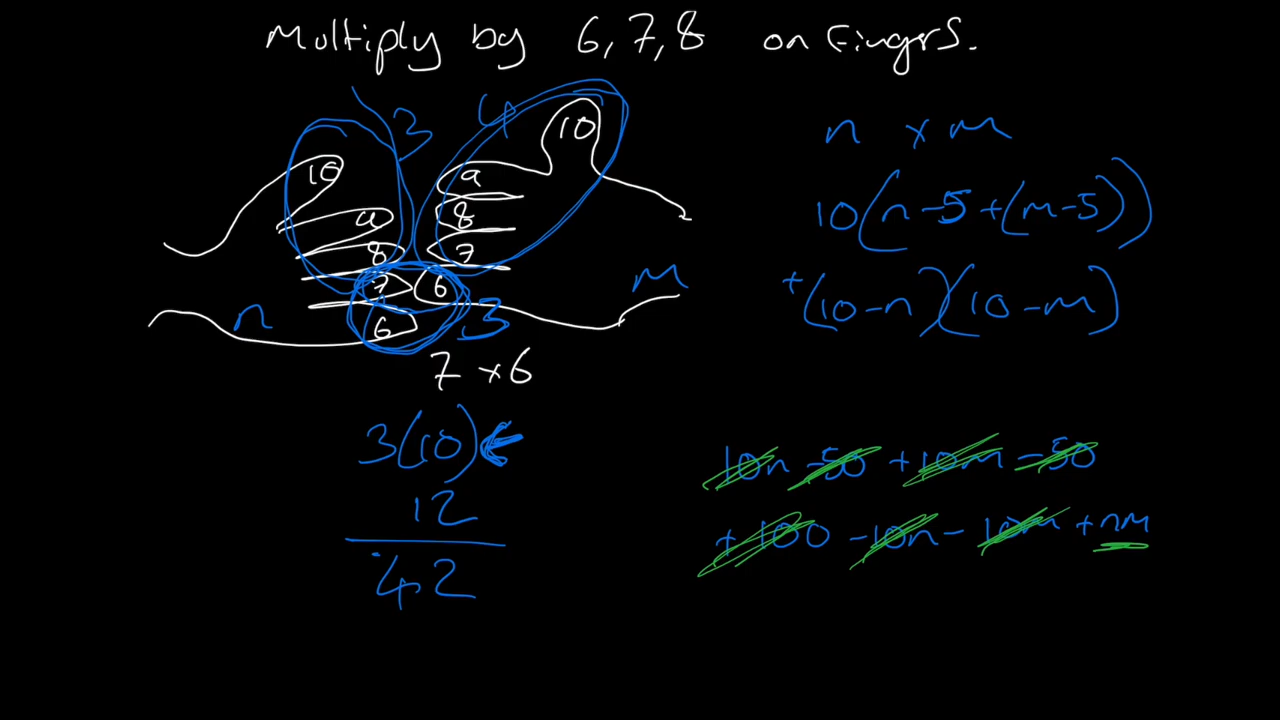 Multiply by 6, 7, 8 on Fingers.
3 4
10 10
9 9
8 8
7 7
6 6
n 3 m
7 × 6
3(10) ←
12
42
n × m
10(n-5+(m-5))
+(10-n)(10-m)
10n -50 +10m -50
+100 -10n - 10m + nm